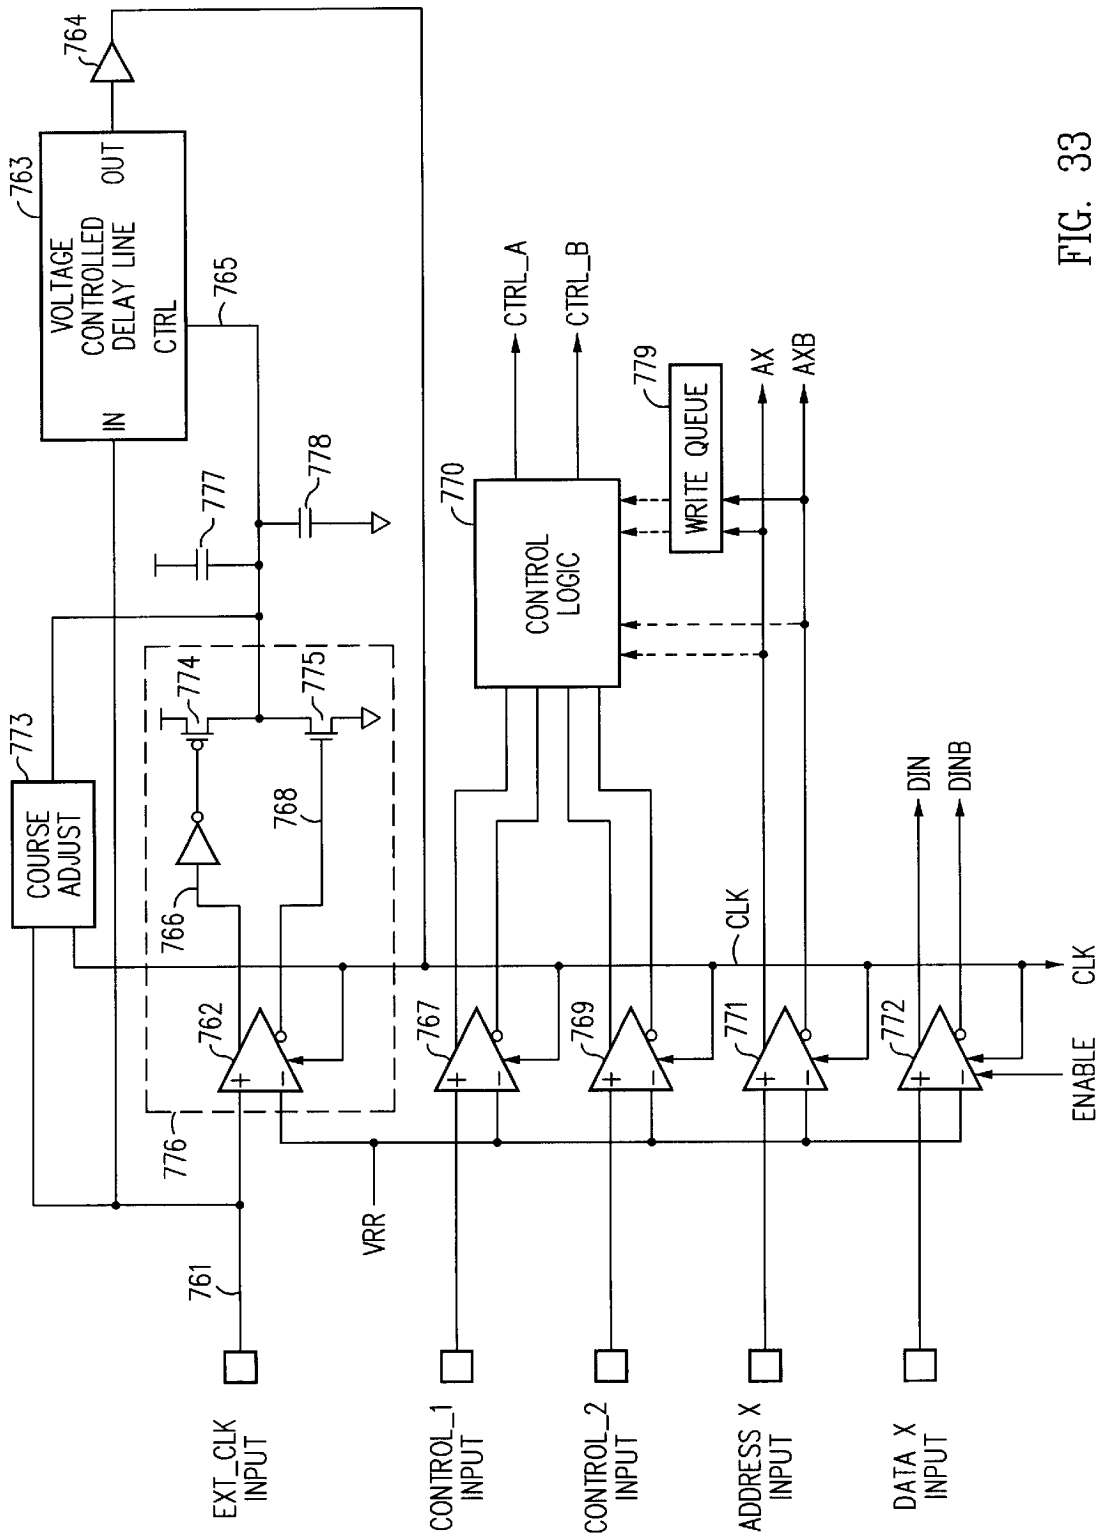 764
763
VOLTAGE
CONTROLLED
DELAY LINE
IN
OUT
CTRL
765
777
778
773
COURSE
ADJUST
774
775
766
768
762
+
−
776
761
EXT_CLK
INPUT
VRR
767
+
−
CONTROL_1
INPUT
769
+
−
CONTROL_2
INPUT
770
CONTROL
LOGIC
CTRL_A
CTRL_B
779
WRITE QUEUE
AX
AXB
771
+
−
ADDRESS X
INPUT
CLK
772
+
−
DATA X
INPUT
DIN
DINB
ENABLE
CLK
FIG. 33